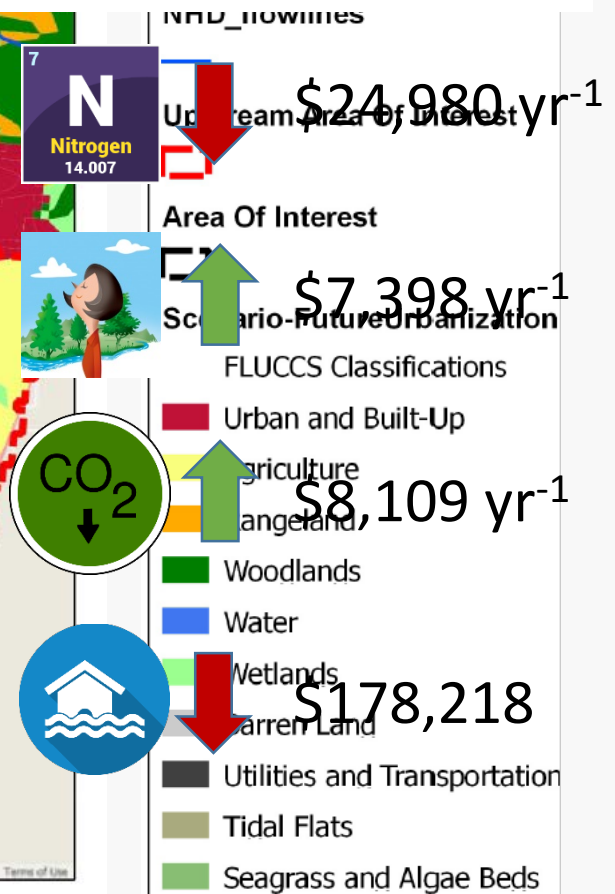 NHD_flowlines
7
N
Nitrogen
14.007
$24,980 yr-1
Upstream Area Of Interest
Area Of Interest
$7,398 yr-1
Scenario-FutureUrbanization
FLUCCS Classifications
Urban and Built-Up
CO2
Agriculture
$8,109 yr-1
Rangeland
Woodlands
Water
Wetlands
$178,218
Barren Land
Utilities and Transportation
Tidal Flats
Terms of Use
Seagrass and Algae Beds